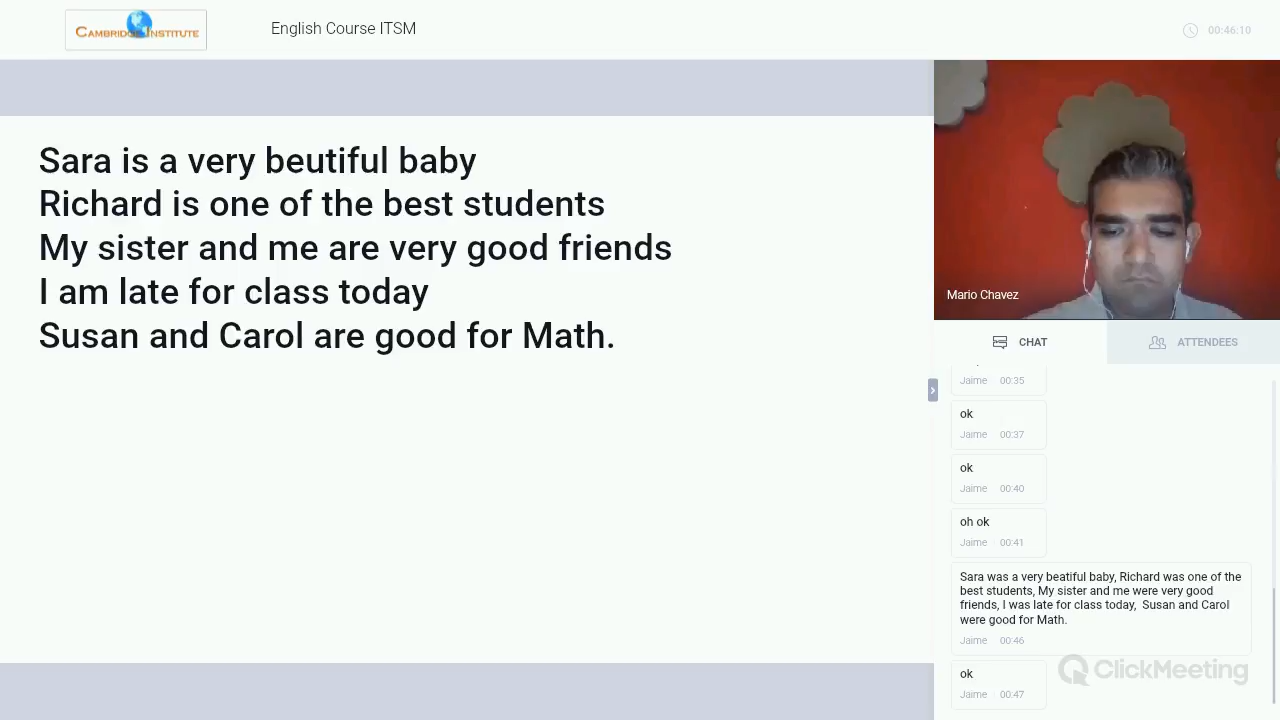 CAMBRIDGE INSTITUTE
English Course ITSM
00:46:10
Sara is a very beutiful baby
Richard is one of the best students
My sister and me are very good friends
I am late for class today
Susan and Carol are good for Math.
Mario Chavez
CHAT
ATTENDEES
Jaime 00:35
ok
Jaime 00:37
ok
Jaime 00:40
oh ok
Jaime 00:41
Sara was a very beatiful baby, Richard was one of the
best students, My sister and me were very good
friends, I was late for class today, Susan and Carol
were good for Math.
Jaime 00:46
ok
Jaime 00:47
ClickMeeting